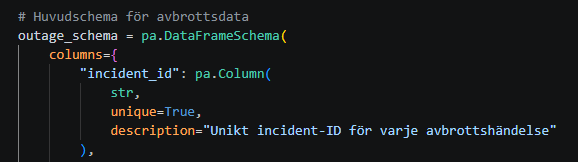 # Huvudschema för avbrottsdata
outage_schema = pa.DataFrameSchema(
    columns={
        "incident_id": pa.Column(
            str,
            unique=True,
            description="Unikt incident-ID för varje avbrottshändelse"
        ),